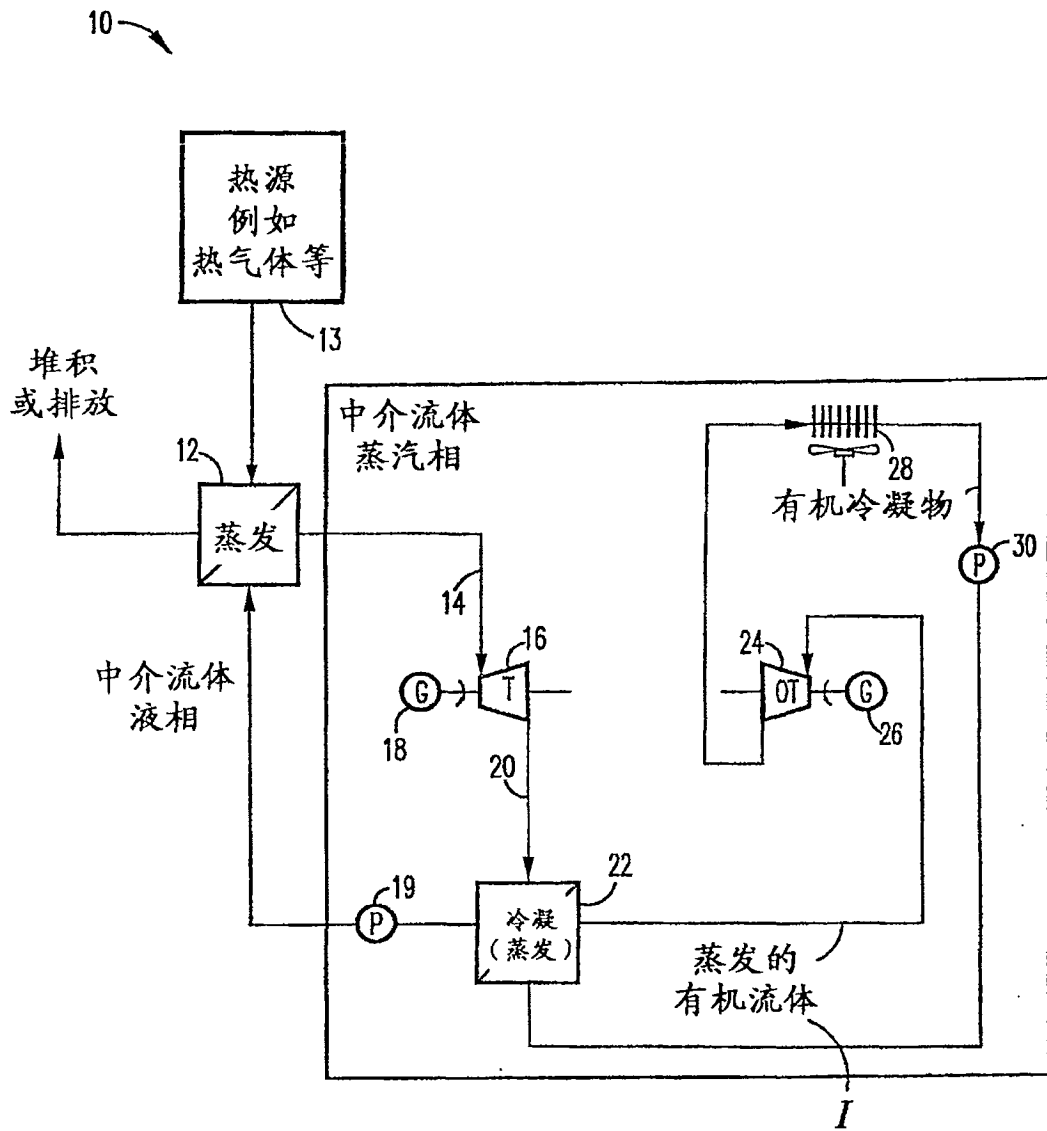 10
热源
例如
热气体等
13
堆积
或排放
中介流体
蒸汽相
12
蒸发
28
有机冷凝物
P
30
14
中介流体
液相
16
G
T
18
24
OT
G
26
20
19
P
22
冷凝
(蒸发)
蒸发的
有机流体
I